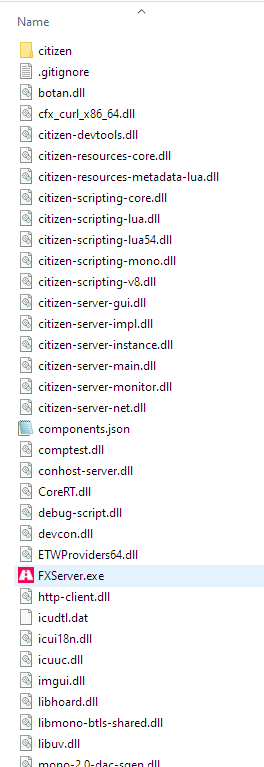 Name
citizen
.gitignore
botan.dll
cfx_curl_x86_64.dll
citizen-devtools.dll
citizen-resources-core.dll
citizen-resources-metadata-lua.dll
citizen-scripting-core.dll
citizen-scripting-lua.dll
citizen-scripting-lua54.dll
citizen-scripting-mono.dll
citizen-scripting-v8.dll
citizen-server-gui.dll
citizen-server-impl.dll
citizen-server-instance.dll
citizen-server-main.dll
citizen-server-monitor.dll
citizen-server-net.dll
components.json
comptest.dll
conhost-server.dll
CoreRT.dll
debug-script.dll
devcon.dll
ETWProviders64.dll
FXServer.exe
http-client.dll
icudtl.dat
icui18n.dll
icuuc.dll
imgui.dll
libhoard.dll
libmono-btls-shared.dll
libuv.dll
mono-2.0-dac-sgen.dll